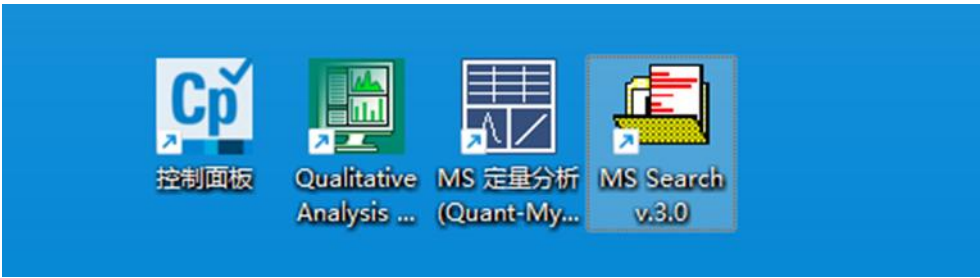 Cp
控制面板
Qualitative
Analysis ...
MS 定量分析
(Quant-My...
MS Search
v.3.0